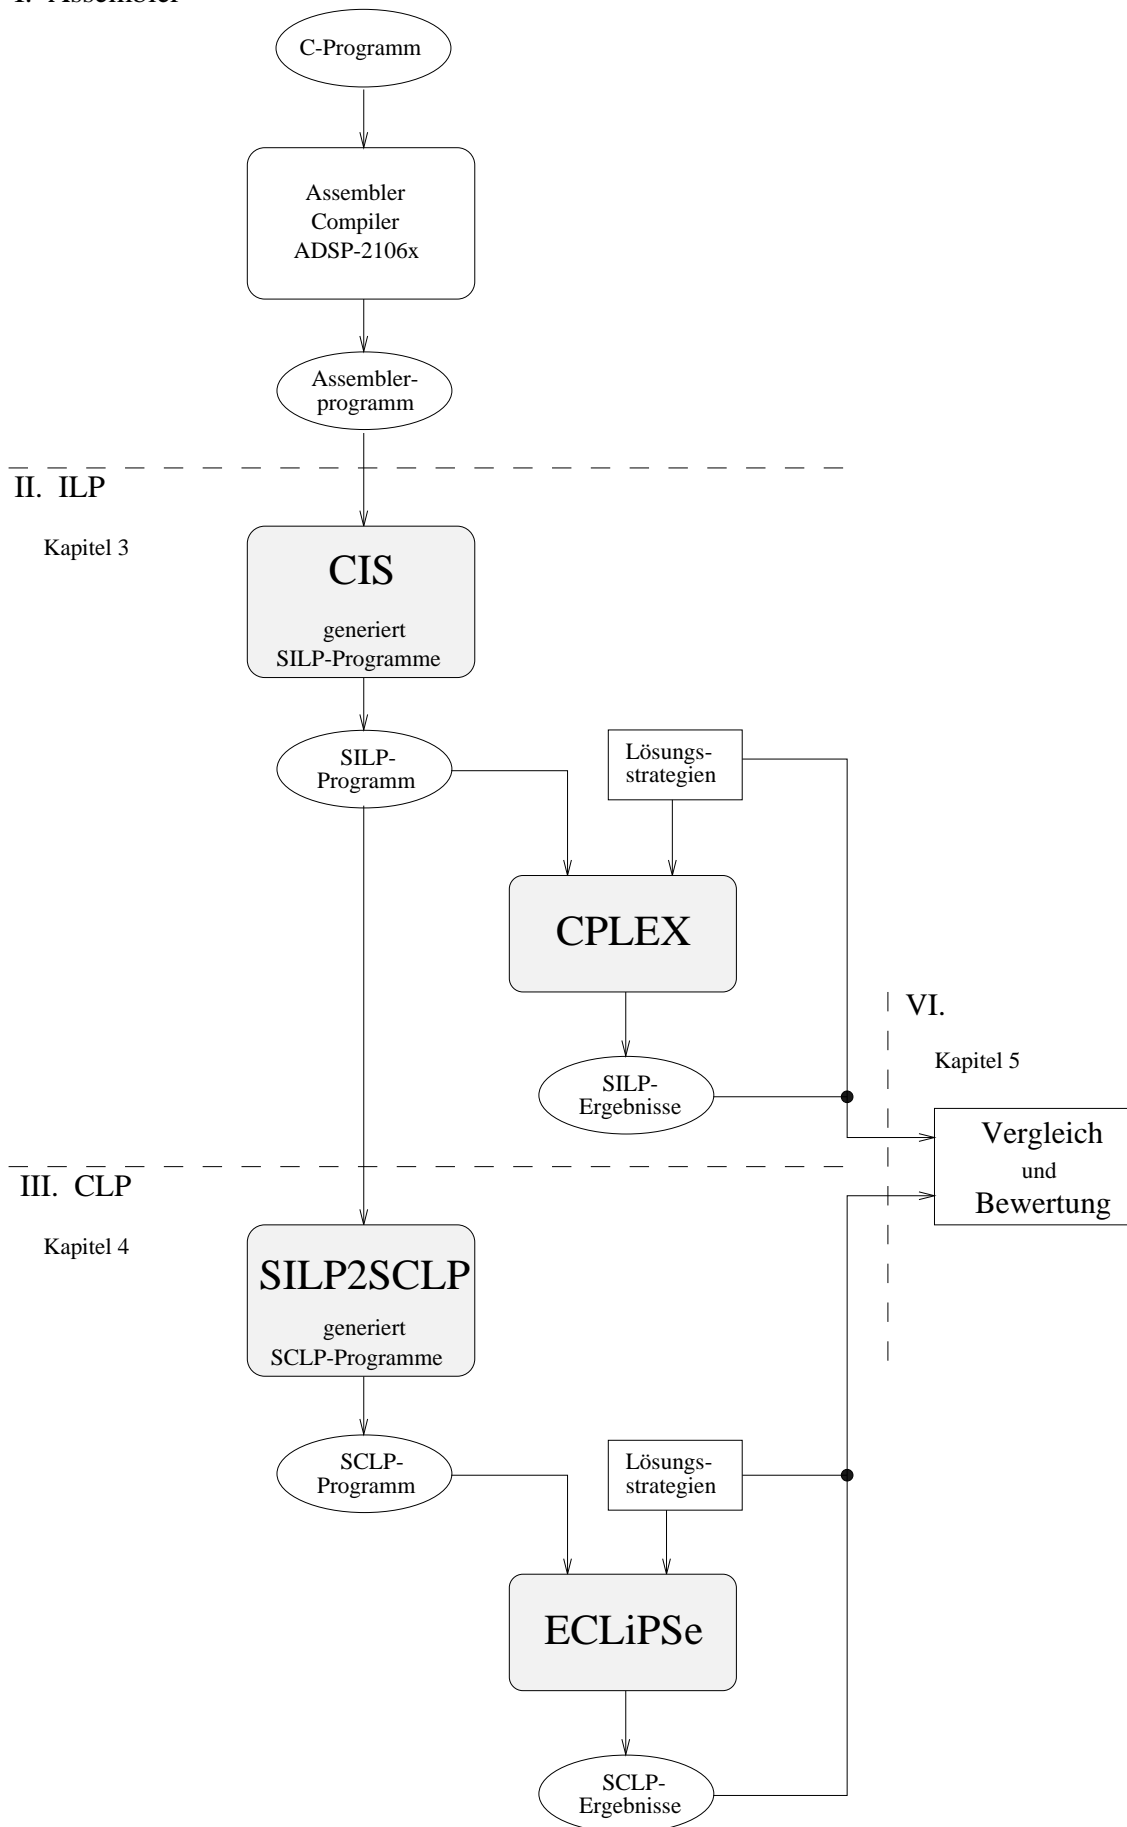 I. Assembler
C-Programm
Assembler
Compiler
ADSP-2106x
Assembler-
programm
II. ILP
Kapitel 3
CIS
generiert
SILP-Programme
SILP-
Programm
Lösungs-
strategien
CPLEX
SILP-
Ergebnisse
VI.
Kapitel 5
Vergleich
und
Bewertung
III. CLP
Kapitel 4
SILP2SCLP
generiert
SCLP-Programme
SCLP-
Programm
Lösungs-
strategien
ECLiPSe
SCLP-
Ergebnisse